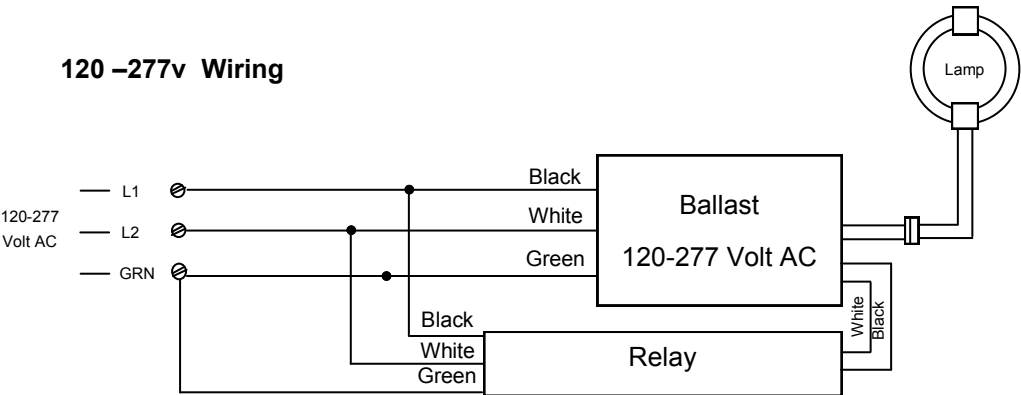 120 –277v Wiring
Lamp
120-277
Volt AC
L1
L2
GRN
Black
White
Green
Ballast
120-277 Volt AC
Black
White
Green
Relay
White
Black